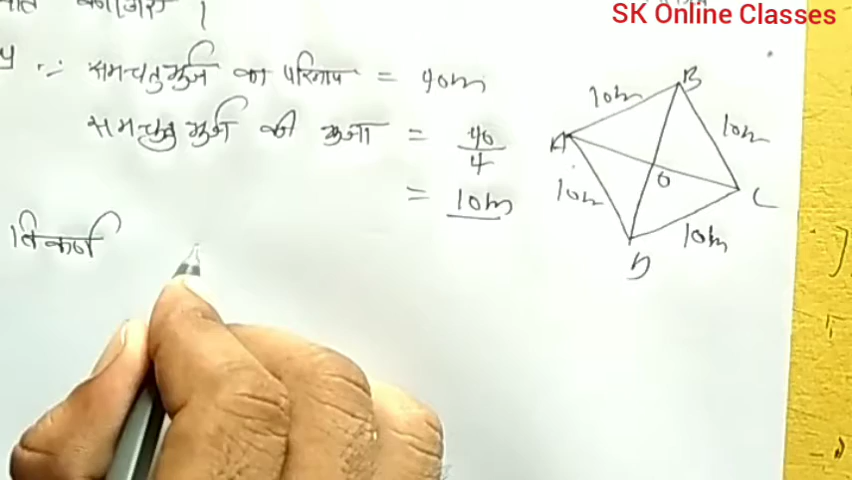 SK Online Classes
∵ समचतुर्भुज का परिमाप = 40m
समचतुर्भुज की भुजा = 40/4
= 10m
विकर्ण
B
10m
10m
A
O
10m
C
10m
D